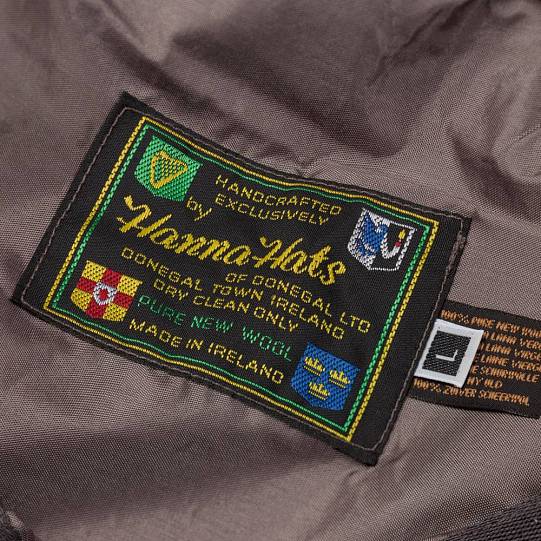 HANDCRAFTED
EXCLUSIVELY
by
Hanna Hats
OF DONEGAL LTD
DONEGAL TOWN IRELAND
DRY CLEAN ONLY
PURE NEW WOOL
MADE IN IRELAND
L
100% PURE NEW
LANA